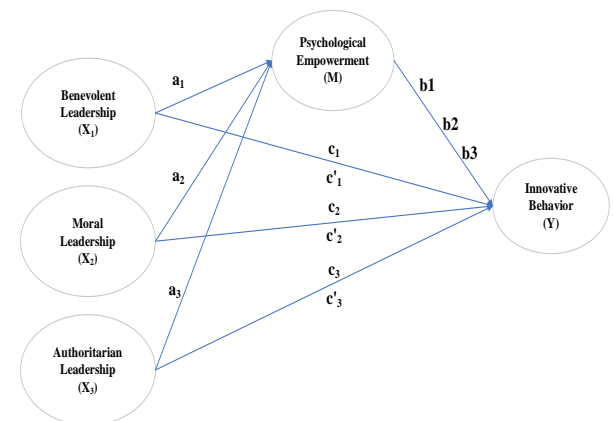 Psychological
Empowerment
(M)
a₁
b1
Benevolent
Leadership
(X₁)
b2
b3
c₁
c'₁
a₂
Innovative
Behavior
(Y)
c₂
c'₂
Moral
Leadership
(X₂)
c₃
c'₃
a₃
Authoritarian
Leadership
(X₃)